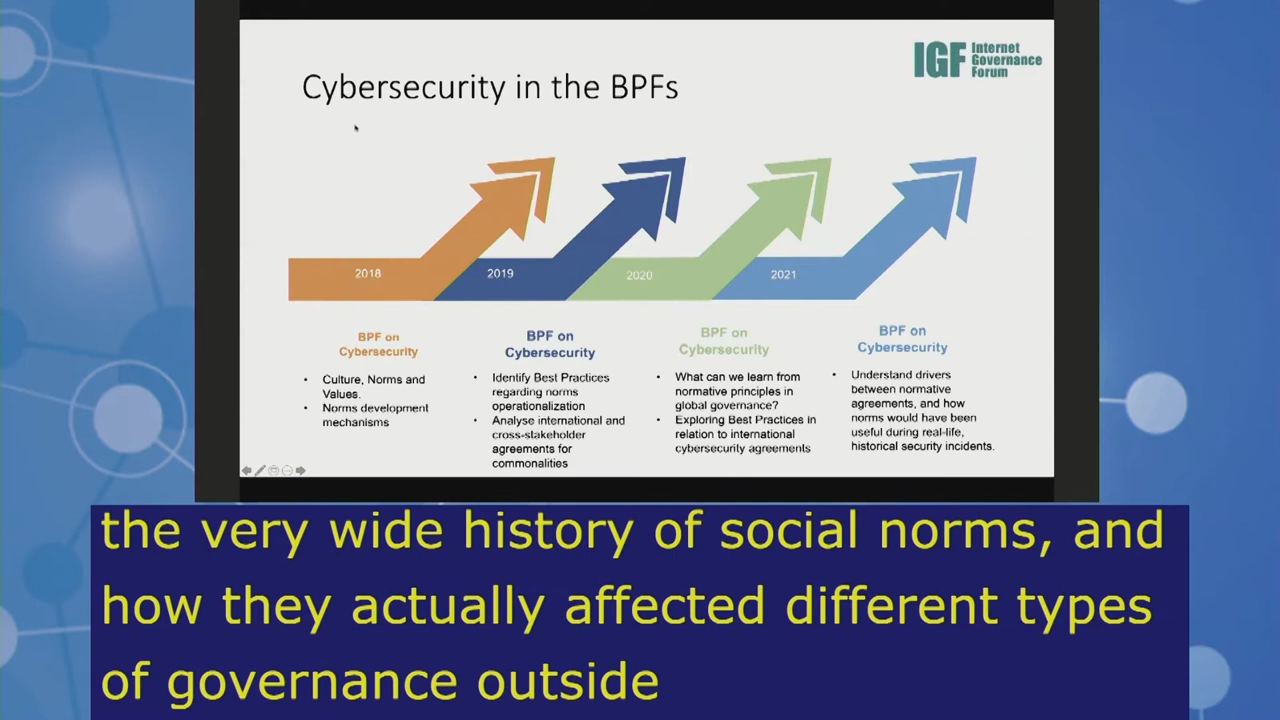 IGF Internet
Governance
Forum
Cybersecurity in the BPFs
2018
2019
2020
2021
BPF on
Cybersecurity
• Culture, Norms and
Values.
• Norms development
mechanisms
BPF on
Cybersecurity
• Identify Best Practices
regarding norms
operationalization
• Analyse international and
cross-stakeholder
agreements for
commonalities
BPF on
Cybersecurity
• What can we learn from
normative principles in
global governance?
• Exploring Best Practices in
relation to international
cybersecurity agreements
BPF on
Cybersecurity
• Understand drivers
between normative
agreements, and how
norms would have been
useful during real-life,
historical security incidents.
the very wide history of social norms, and
how they actually affected different types
of governance outside